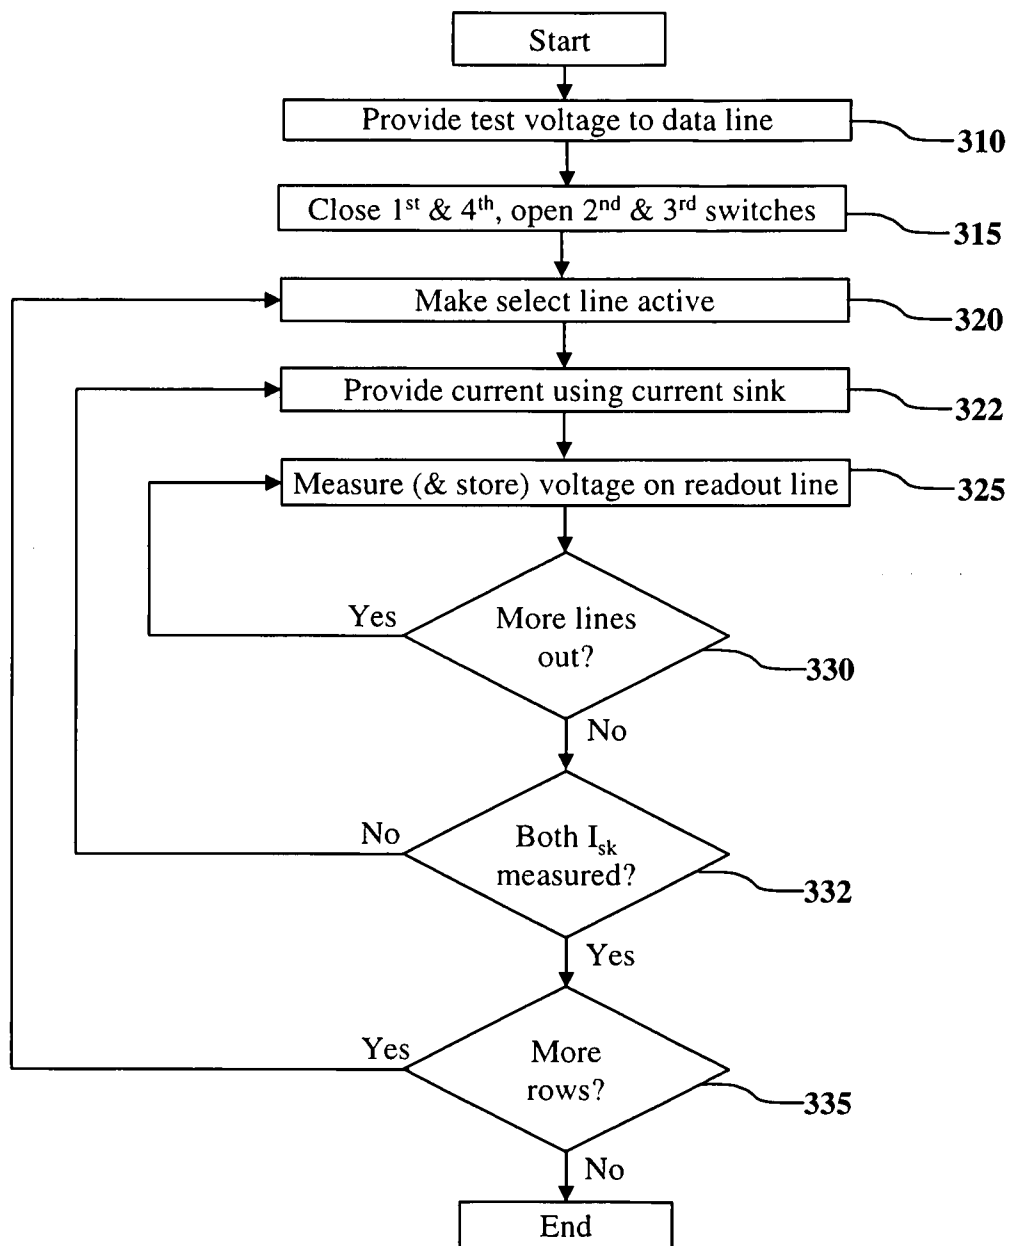 Start
Provide test voltage to data line
310
Close 1st & 4th, open 2nd & 3rd switches
315
Make select line active
320
Provide current using current sink
322
Measure (& store) voltage on readout line
325
Yes
More lines
out?
330
No
No
Both Isk
measured?
332
Yes
Yes
More
rows?
335
No
End